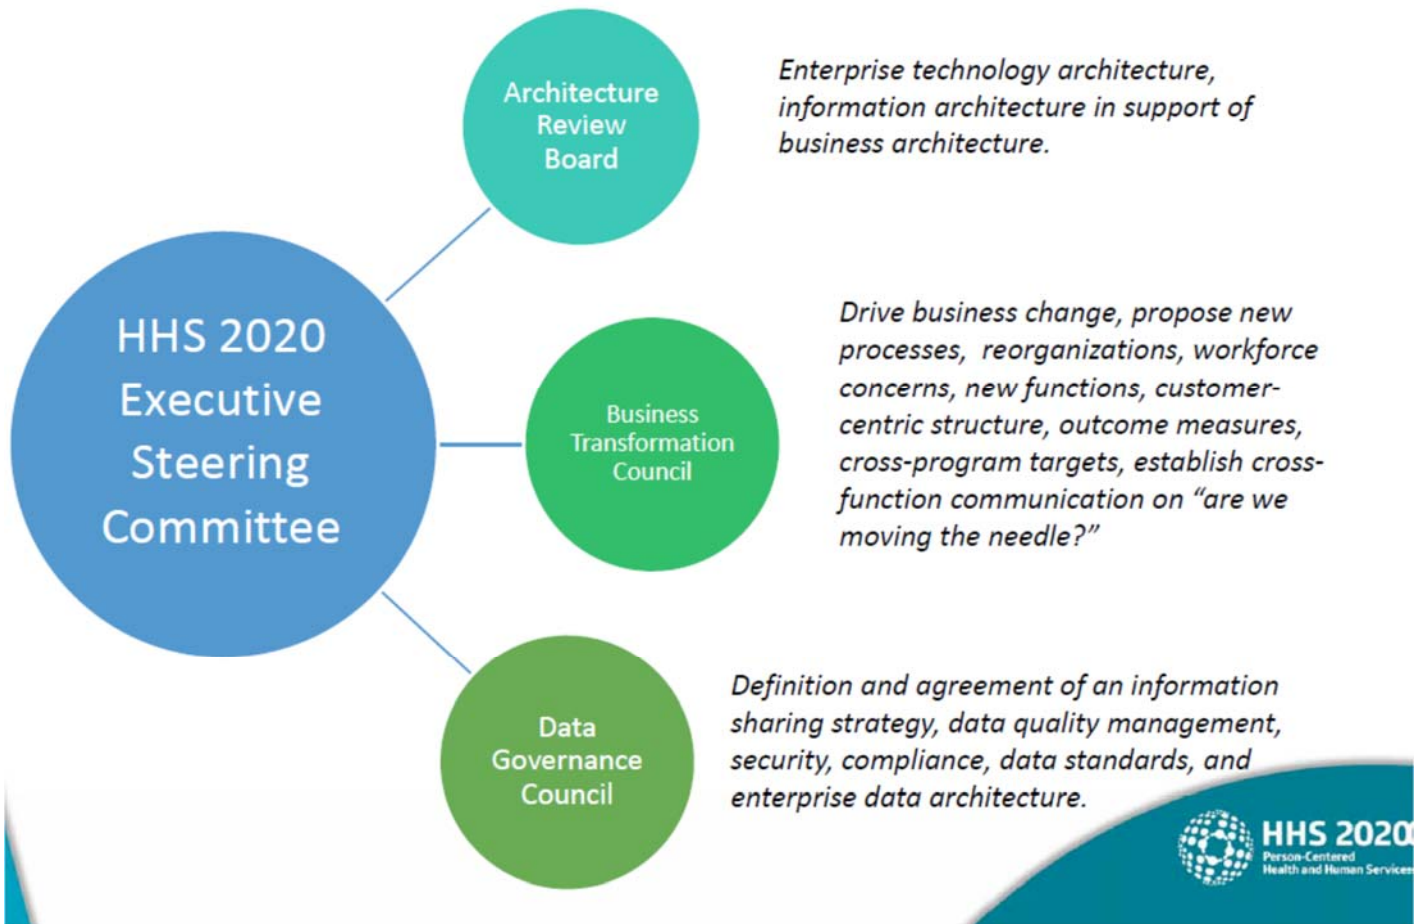 Architecture
Review
Board
Enterprise technology architecture,
information architecture in support of
business architecture.
HHS 2020
Executive
Steering
Committee
Business
Transformation
Council
Drive business change, propose new
processes,  reorganizations, workforce
concerns, new functions, customer-
centric structure, outcome measures,
cross-program targets, establish cross-
function communication on “are we
moving the needle?”
Data
Governance
Council
Definition and agreement of an information
sharing strategy, data quality management,
security, compliance, data standards, and
enterprise data architecture.
HHS 2020
Person-Centered
Health and Human Services